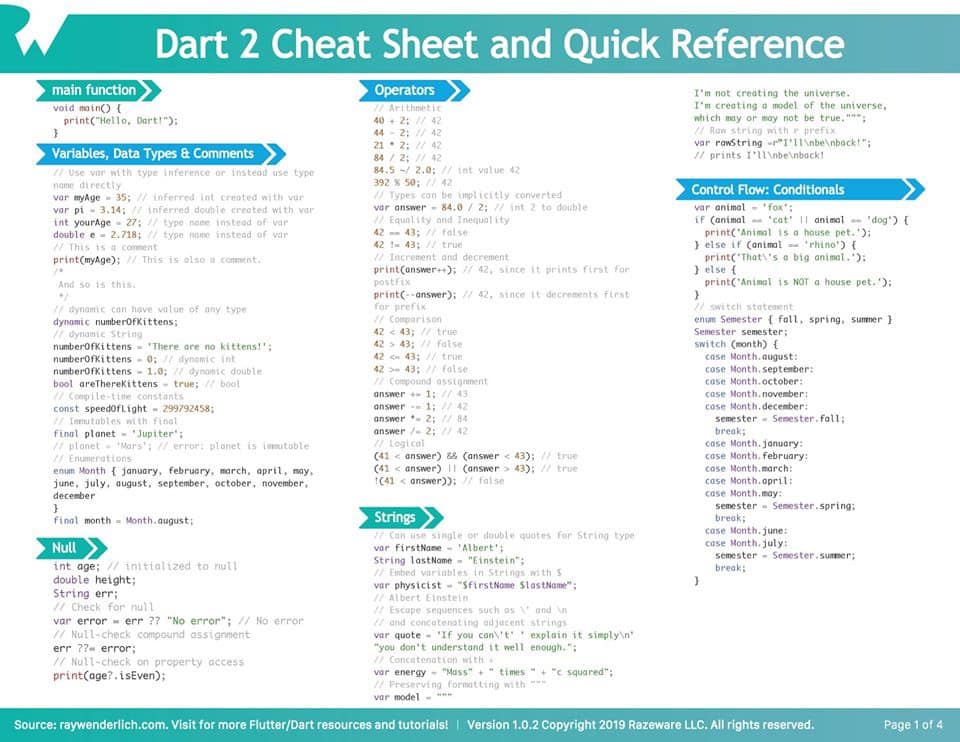 Dart 2 Cheat Sheet and Quick Reference
main function
void main() {
  print("Hello, Dart!");
}
Variables, Data Types & Comments
// Use var with type inference or instead use type
name directly
var myAge = 35; // inferred int created with var
var pi = 3.14; // inferred double created with var
int yourAge = 27; // type name instead of var
double e = 2.718; // type name instead of var
// This is a comment
print(myAge); // This is also a comment.
/*
 And so is this.
 */
// dynamic can have value of any type
dynamic numberOfKittens;
// dynamic String
numberOfKittens = 'There are no kittens!';
numberOfKittens = 0; // dynamic int
numberOfKittens = 1.0; // dynamic double
bool areThereKittens = true; // bool
// Compile-time constants
const speedOfLight = 299792458;
// Immutables with final
final planet = 'Jupiter';
// planet = 'Mars'; // error: planet is immutable
// Enumerations
enum Month { january, february, march, april, may,
june, july, august, september, october, november,
december
}
final month = Month.august;
Null
int age; // initialized to null
double height;
String err;
// Check for null
var error = err ?? "No error"; // No error
// Null-check compound assignment
err ??= error;
// Null-check on property access
print(age?.isEven);
Operators
// Arithmetic
40 + 2; // 42
44 - 2; // 42
21 * 2; // 42
84 / 2; // 42
84.5 ~/ 2.0; // int value 42
392 % 50; // 42
// Types can be implicitly converted
var answer = 84.0 / 2; // int 2 to double
// Equality and Inequality
42 == 43; // false
42 != 43; // true
// Increment and decrement
print(answer++); // 42, since it prints first for
postfix
print(--answer); // 42, since it decrements first
for prefix
// Comparison
42 < 43; // true
42 > 43; // false
42 <= 43; // true
42 >= 43; // false
// Compound assignment
answer += 1; // 43
answer -= 1; // 42
answer *= 2; // 84
answer /= 2; // 42
// Logical
(41 < answer) && (answer < 43); // true
(41 < answer) || (answer > 43); // true
!(41 < answer)); // false
Strings
// Can use single or double quotes for String type
var firstName = 'Albert';
String lastName = "Einstein";
// Embed variables in Strings with $
var physicist = "$firstName $lastName";
// Albert Einstein
// Escape sequences such as \' and \n
// and concatenating adjacent strings
var quote = 'If you can\'t' ' explain it simply\n'
"you don't understand it well enough.";
// Concatenation with +
var energy = "Mass" + " times " + "c squared";
// Preserving formatting with """
var model = """
I'm not creating the universe.
I'm creating a model of the universe,
which may or may not be true.""";
// Raw string with r prefix
var rawString =r"I'll\nbe\nback!";
// prints I'll\nbe\nback!
Control Flow: Conditionals
var animal = 'fox';
if (animal == 'cat' || animal == 'dog') {
  print('Animal is a house pet.');
} else if (animal == 'rhino') {
  print('That\'s a big animal.');
} else {
  print('Animal is NOT a house pet.');
}
// switch statement
enum Semester { fall, spring, summer }
Semester semester;
switch (month) {
  case Month.august:
  case Month.september:
  case Month.october:
  case Month.november:
  case Month.december:
    semester = Semester.fall;
    break;
  case Month.january:
  case Month.february:
  case Month.march:
  case Month.april:
  case Month.may:
    semester = Semester.spring;
    break;
  case Month.june:
  case Month.july:
    semester = Semester.summer;
    break;
}
Source: raywenderlich.com. Visit for more Flutter/Dart resources and tutorials! | Version 1.0.2 Copyright 2019 Razeware LLC. All rights reserved. Page 1 of 4